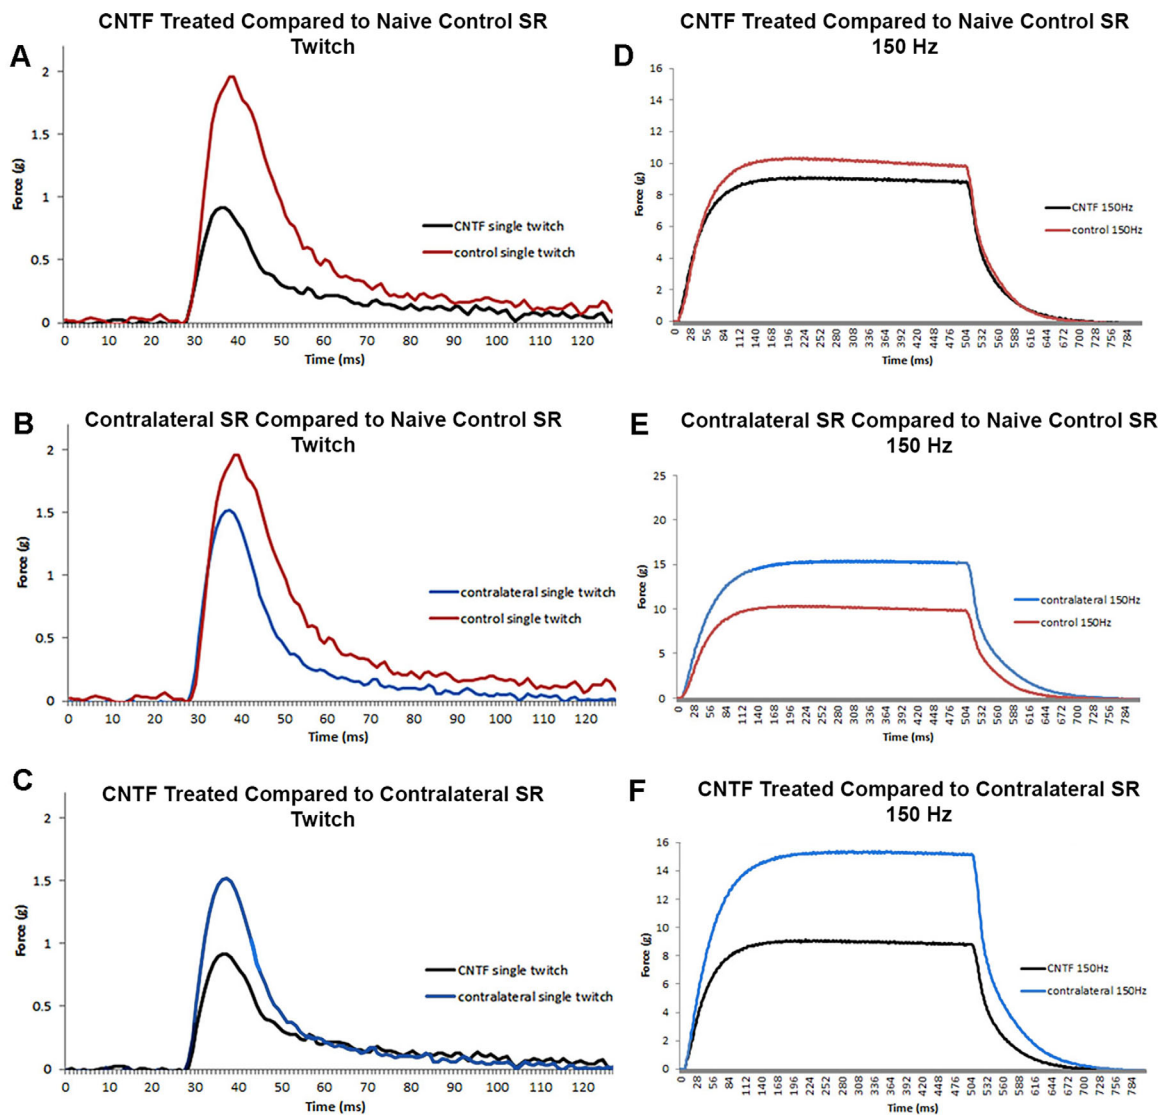 CNTF Treated Compared to Naive Control SR
Twitch
A
2
1.5
1
0.5
0
Force (g)
CNTF single twitch
control single twitch
0 10 20 30 40 50 60 70 80 90 100 110 120
Time (ms)
CNTF Treated Compared to Naive Control SR
150 Hz
D
16
14
12
10
8
6
4
2
0
Force (g)
CNTF 150Hz
control 150Hz
0 28 56 84 112 140 168 196 224 252 280 308 336 364 392 420 4448 476 504 532 560 588 616 644 672 700 728 756 784
Time (ms)
B
Contralateral SR Compared to Naive Control SR
Twitch
2
1.5
1
0.5
0
Force (g)
contralateral single twitch
control single twitch
0 10 20 30 40 50 60 70 80 90 100 110 120
Time (ms)
E
Contralateral SR Compared to Naive Control SR
150 Hz
25
20
15
10
5
0
Force (g)
contralateral 150Hz
control 150Hz
0 28 56 84 112 140 168 196 224 252 280 308 336 364 392 420 4448 476 504 532 560 588 616 644 672 700 728 756 784
Time (ms)
C
CNTF Treated Compared to Contralateral SR
Twitch
2
1.5
1
0.5
0
Force (g)
CNTF single twitch
contralateral single twitch
0 10 20 30 40 50 60 70 80 90 100 110 120
Time (ms)
F
CNTF Treated Compared to Contralateral SR
150 Hz
16
14
12
10
8
6
4
2
0
Force (g)
CNTF 150Hz
contralateral 150Hz
0 28 56 84 112 140 168 196 224 252 280 308 336 364 392 420 448 476 504 532 560 588 616 644 672 700 728 756 784
Time (ms)